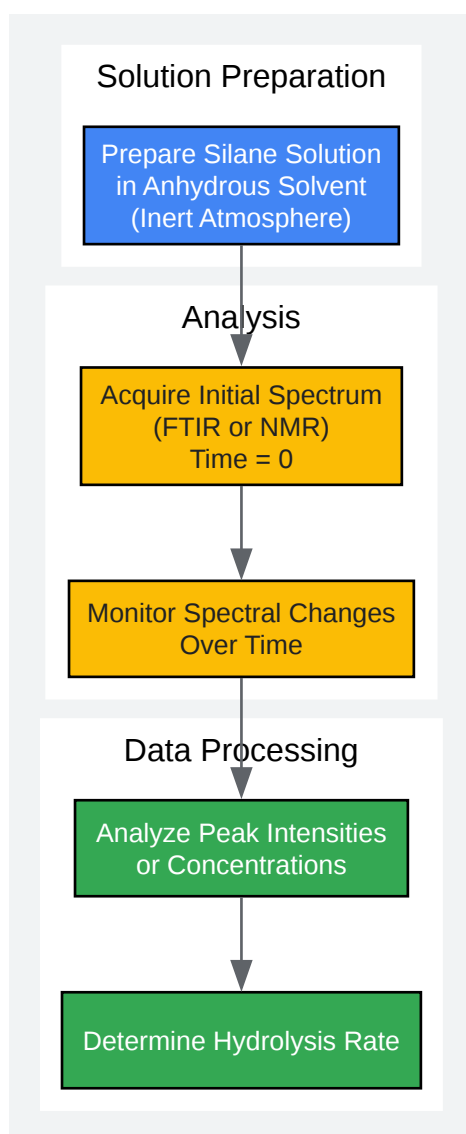 Solution Preparation
Prepare Silane Solution
in Anhydrous Solvent
(Inert Atmosphere)
Analysis
Acquire Initial Spectrum
(FTIR or NMR)
Time = 0
Monitor Spectral Changes
Over Time
Data Processing
Analyze Peak Intensities
or Concentrations
Determine Hydrolysis Rate